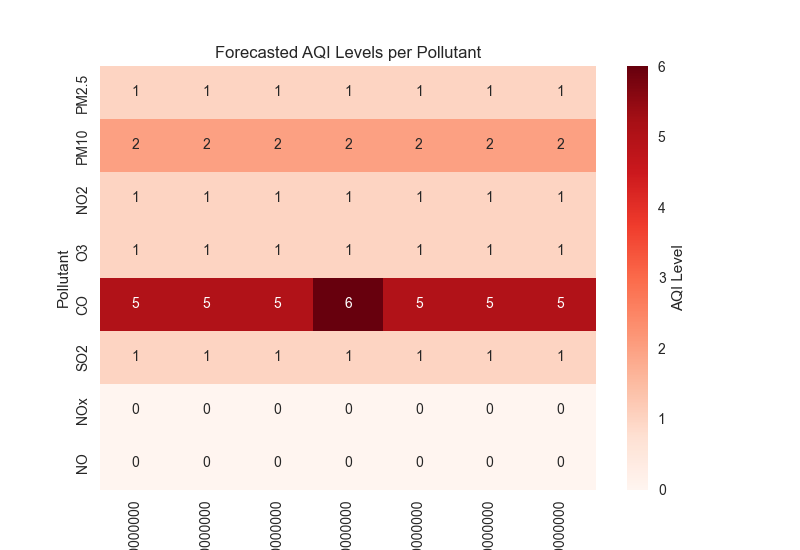 Forecasted AQI Levels per Pollutant
PM2.5 1 1 1 1 1 1 1
PM10 2 2 2 2 2 2 2
NO2 1 1 1 1 1 1 1
O3 1 1 1 1 1 1 1
CO 5 5 5 6 5 5 5
SO2 1 1 1 1 1 1 1
NOx 0 0 0 0 0 0 0
NO 0 0 0 0 0 0 0
Pollutant
6
5
4
3
2
1
0
AQI Level